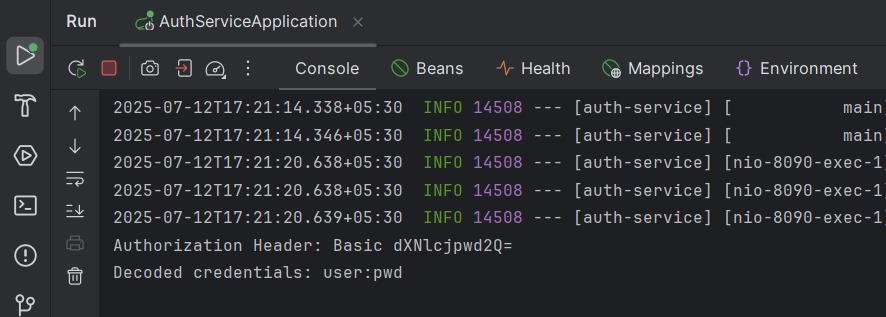 Run AuthServiceApplication
Console Beans Health Mappings Environment
2025-07-12T17:21:14.338+05:30 INFO 14508 --- [auth-service] [ main]
2025-07-12T17:21:14.346+05:30 INFO 14508 --- [auth-service] [ main]
2025-07-12T17:21:20.638+05:30 INFO 14508 --- [auth-service] [nio-8090-exec-1]
2025-07-12T17:21:20.638+05:30 INFO 14508 --- [auth-service] [nio-8090-exec-1]
2025-07-12T17:21:20.639+05:30 INFO 14508 --- [auth-service] [nio-8090-exec-1]
Authorization Header: Basic dXNlcjpwd2Q=
Decoded credentials: user:pwd